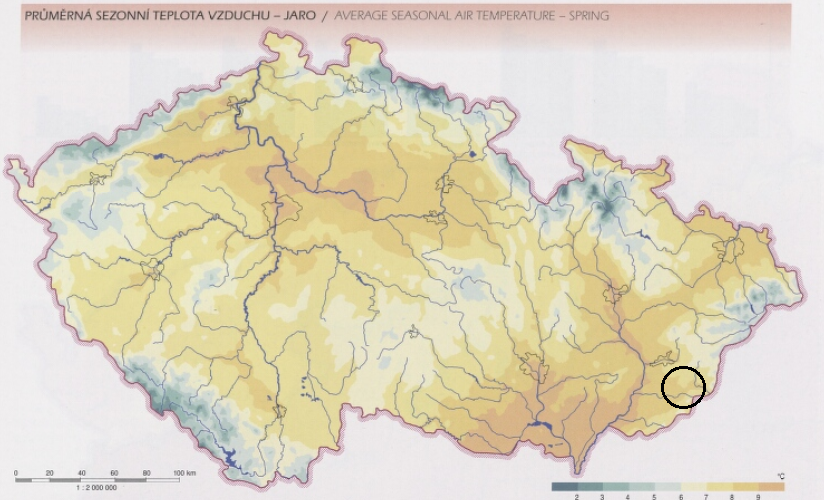 PRŮMĚRNÁ SEZONNÍ TEPLOTA VZDUCHU – JARO / AVERAGE SEASONAL AIR TEMPERATURE – SPRING
0 20 40 60 80 100 km
1 : 2 000 000
°C
2 3 4 5 6 7 8 9